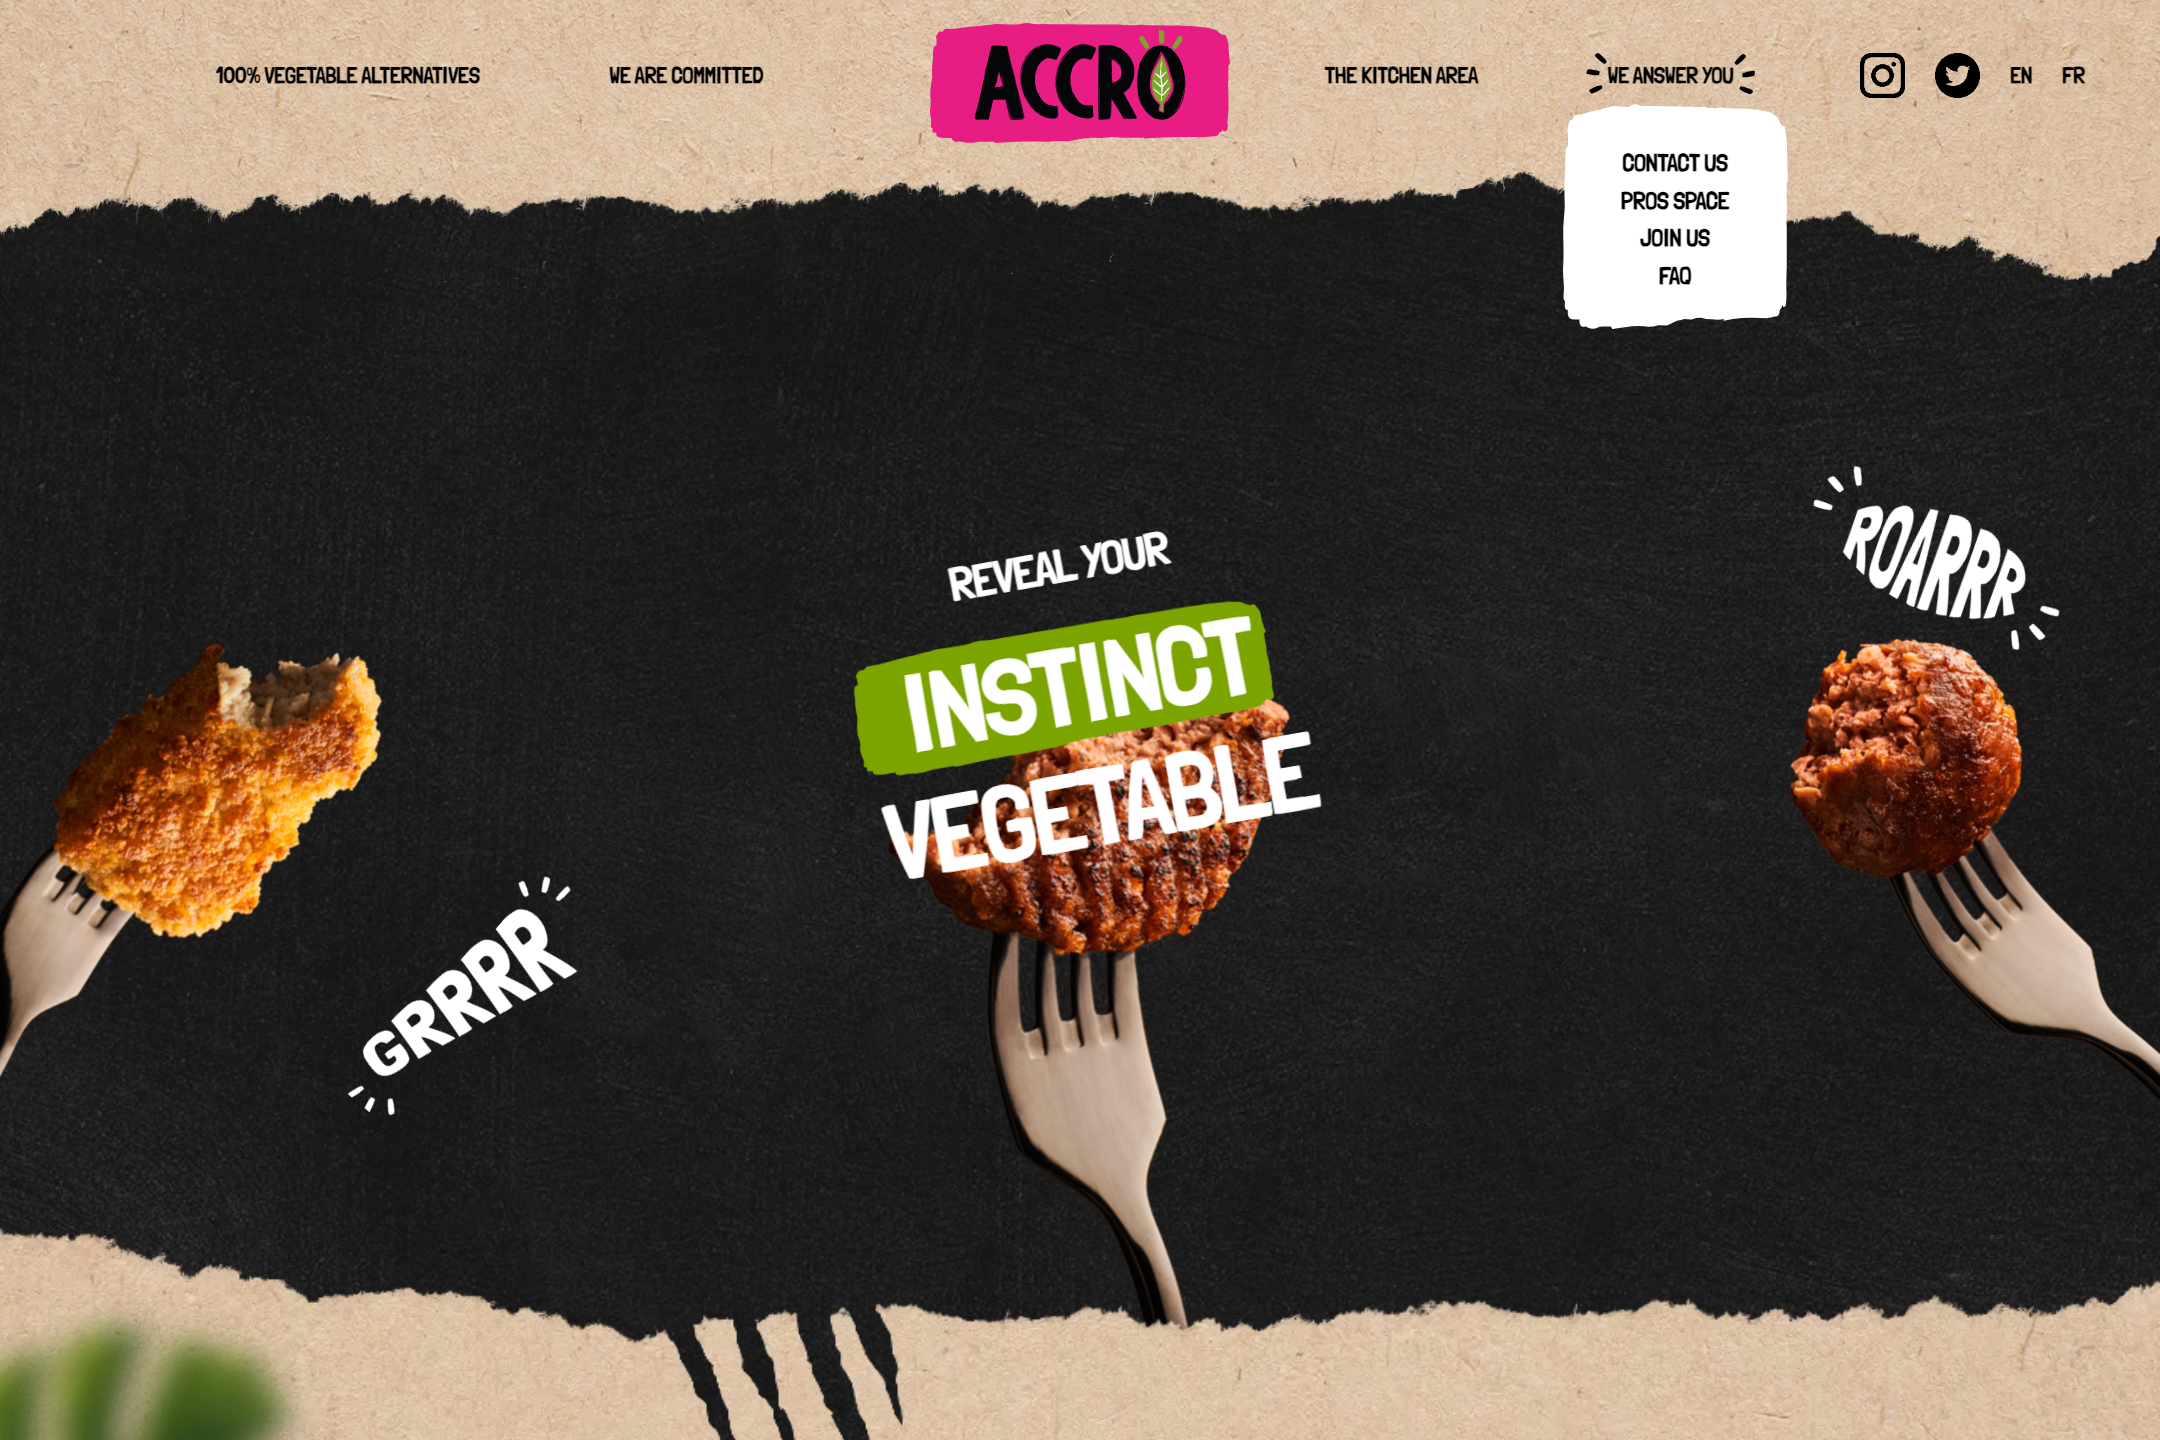 100% VEGETABLE ALTERNATIVES
WE ARE COMMITTED
ACCRO
THE KITCHEN AREA
WE ANSWER YOU
EN
FR
CONTACT US
PROS SPACE
JOIN US
FAQ
ROARRR
REVEAL YOUR
INSTINCT
VEGETABLE
GRRRR